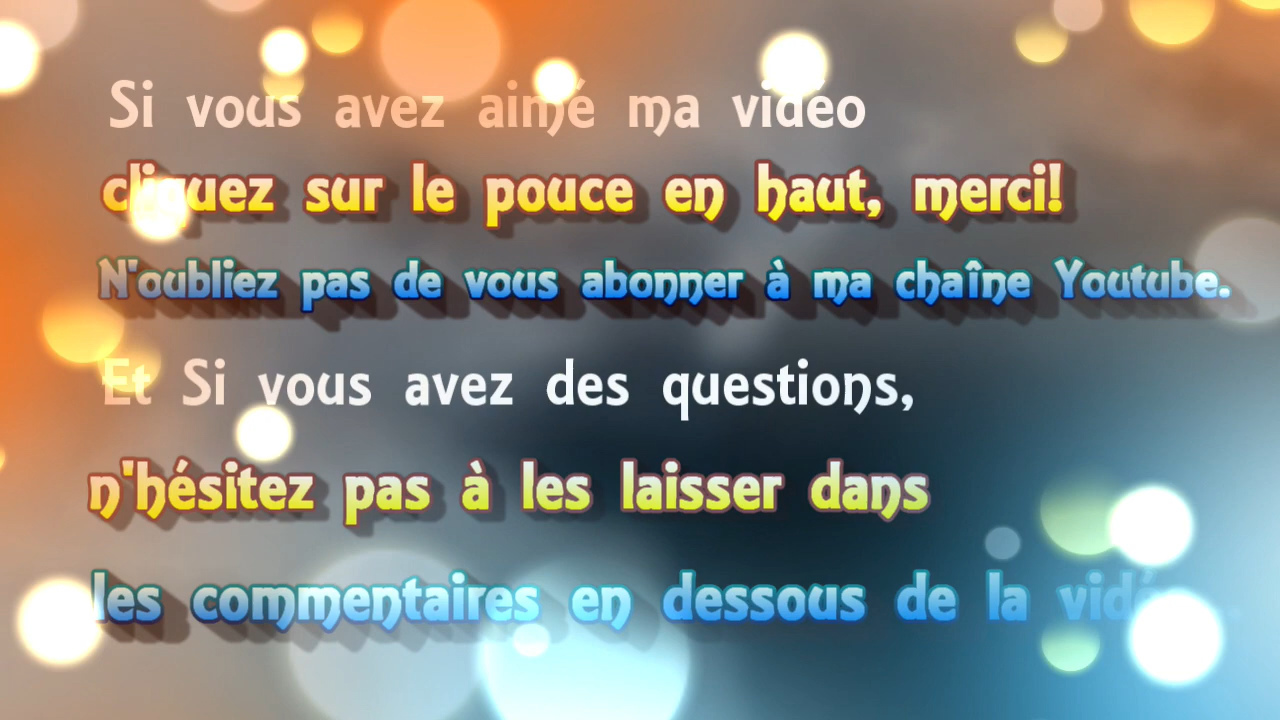 Si vous avez aimé ma vidéo
cliquez sur le pouce en haut, merci!
N'oubliez pas de vous abonner à ma chaîne Youtube.
Et Si vous avez des questions,
n'hésitez pas à les laisser dans
les commentaires en dessous de la